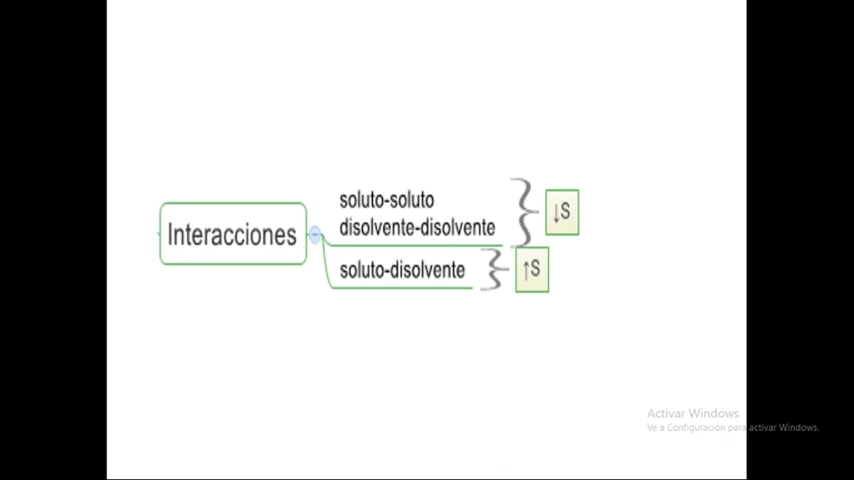 Interacciones
soluto-soluto
disolvente-disolvente
↓S
soluto-disolvente
↑S
Activar Windows
Ve a Configuración para activar Windows.